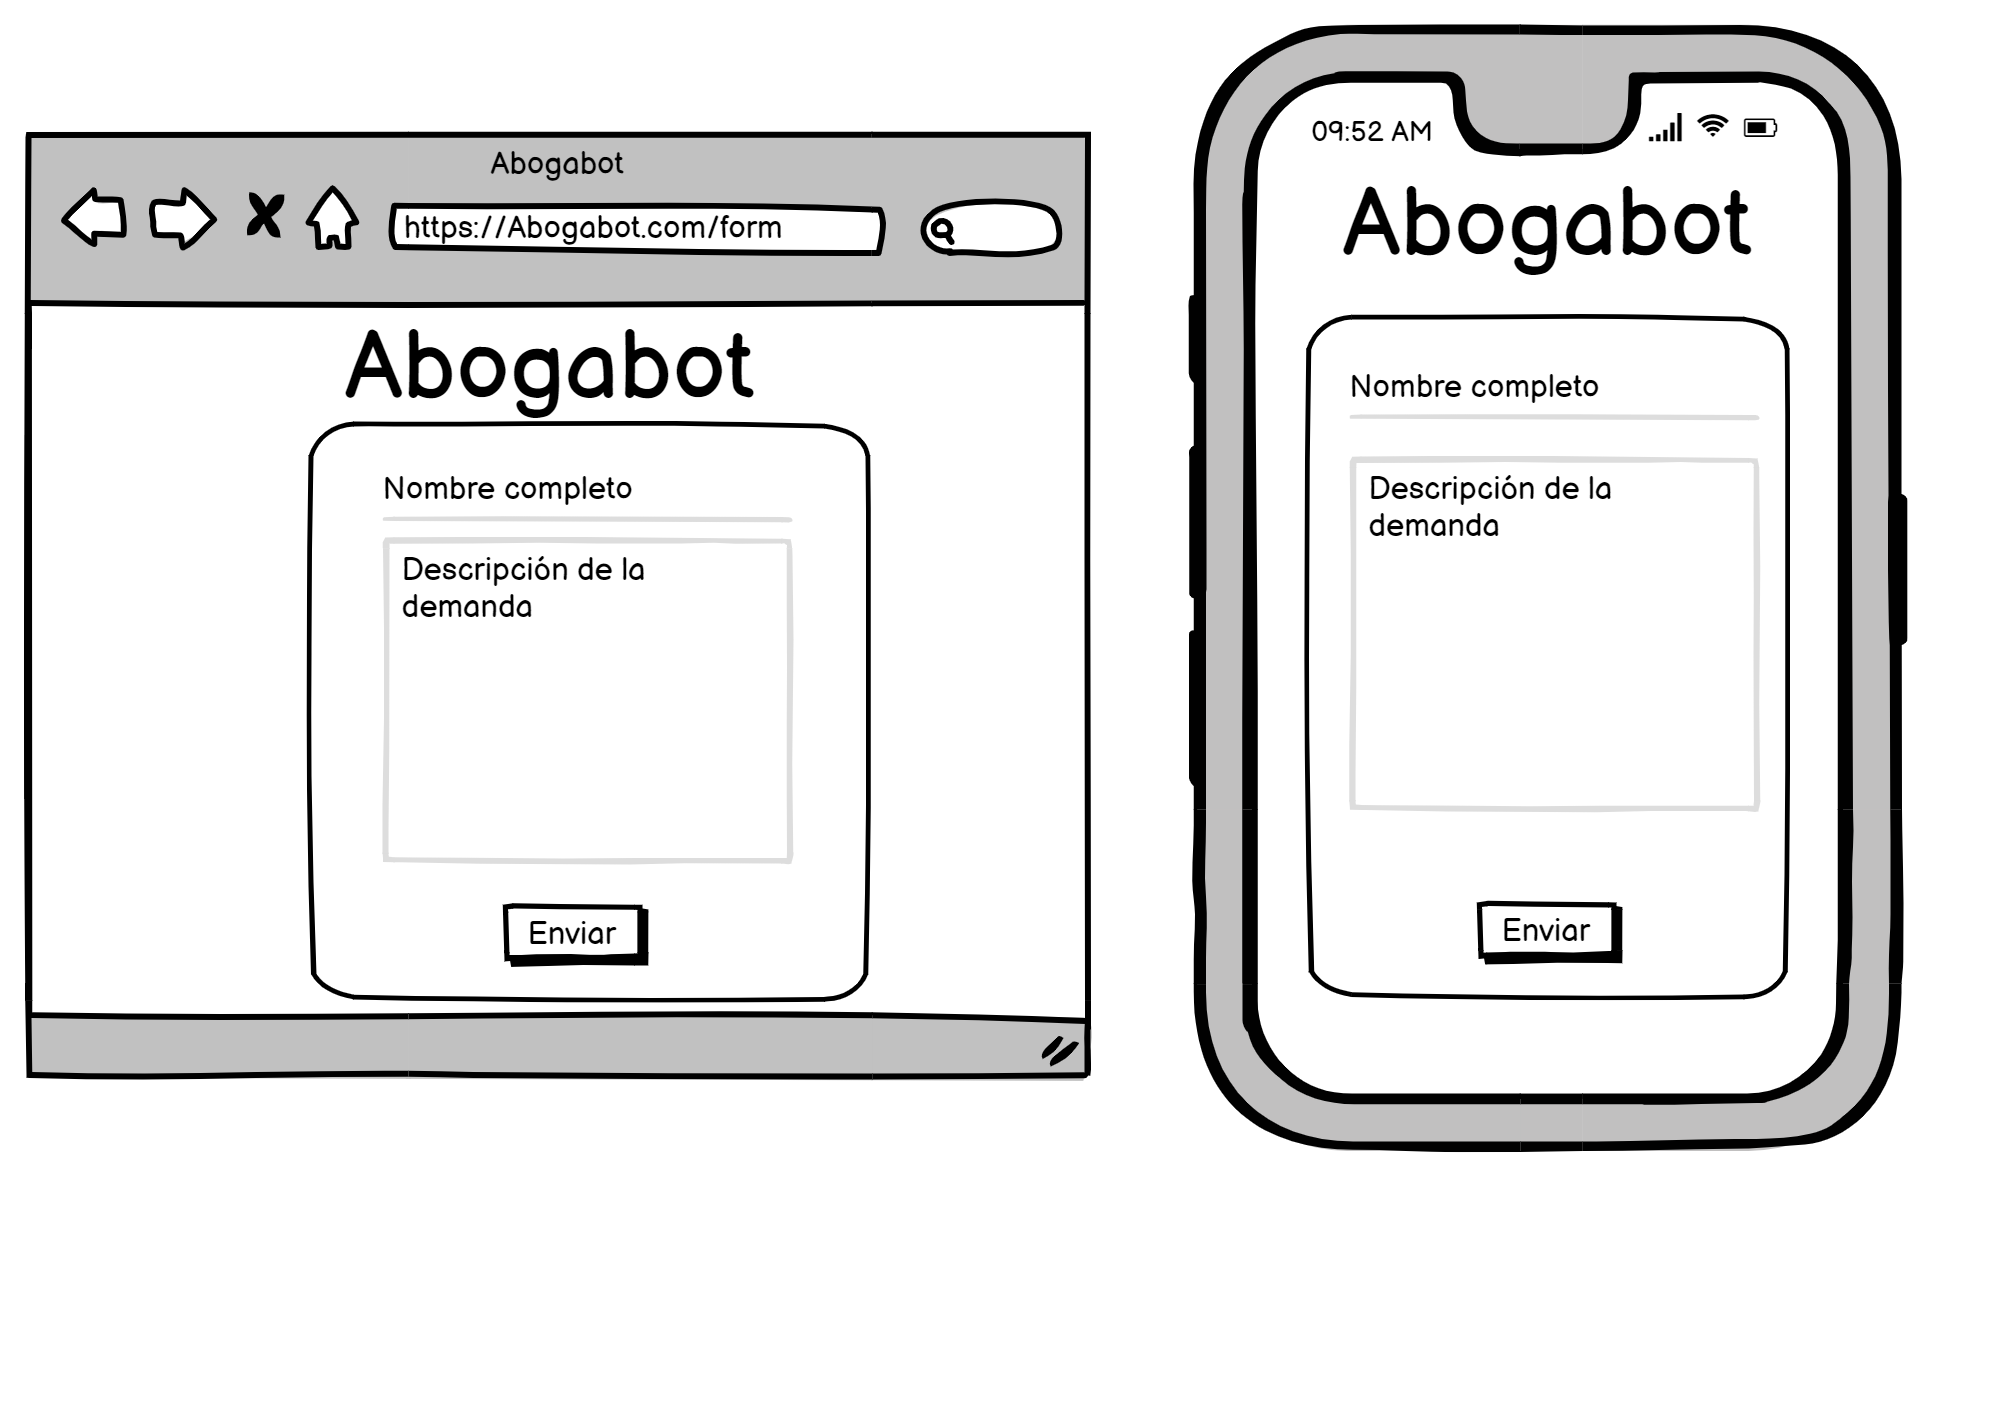 Abogabot
https://Abogabot.com/form
Abogabot
Nombre completo
Descripción de la
demanda
Enviar
09:52 AM
Abogabot
Nombre completo
Descripción de la
demanda
Enviar